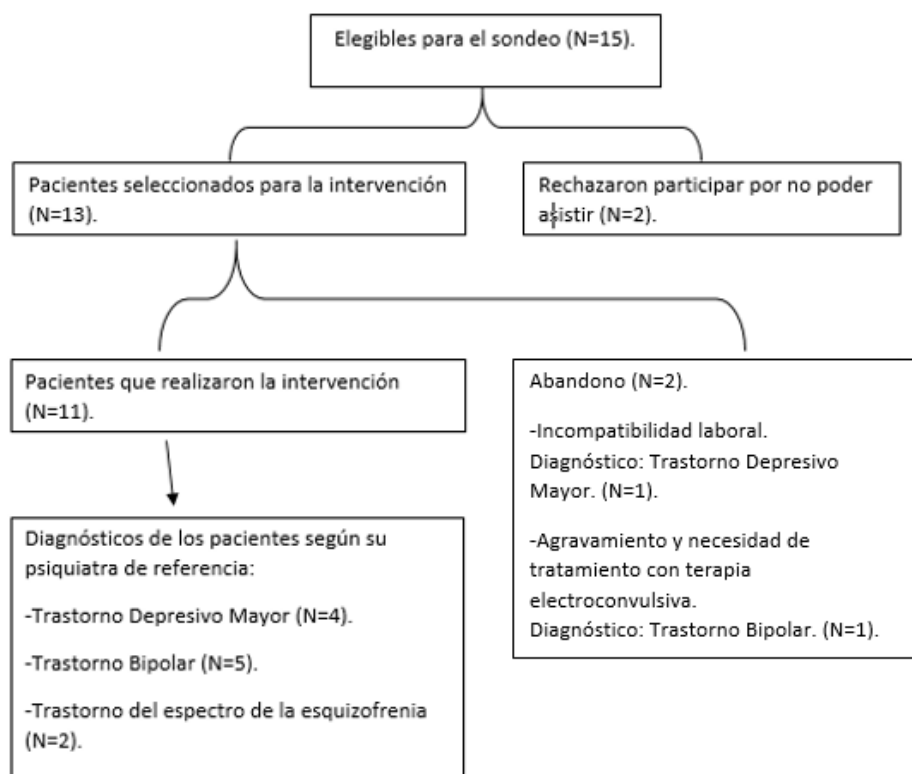 Elegibles para el sondeo (N=15).
Pacientes seleccionados para la intervención
(N=13).
Rechazaron participar por no poder
asistir (N=2).
Pacientes que realizaron la intervención
(N=11).
Abandono (N=2).
-Incompatibilidad laboral.
Diagnóstico: Trastorno Depresivo
Mayor. (N=1).
-Agravamiento y necesidad de
tratamiento con terapia
electroconvulsiva.
Diagnóstico: Trastorno Bipolar. (N=1).
Diagnósticos de los pacientes según su
psiquiatra de referencia:
-Trastorno Depresivo Mayor (N=4).
-Trastorno Bipolar (N=5).
-Trastorno del espectro de la esquizofrenia
(N=2).